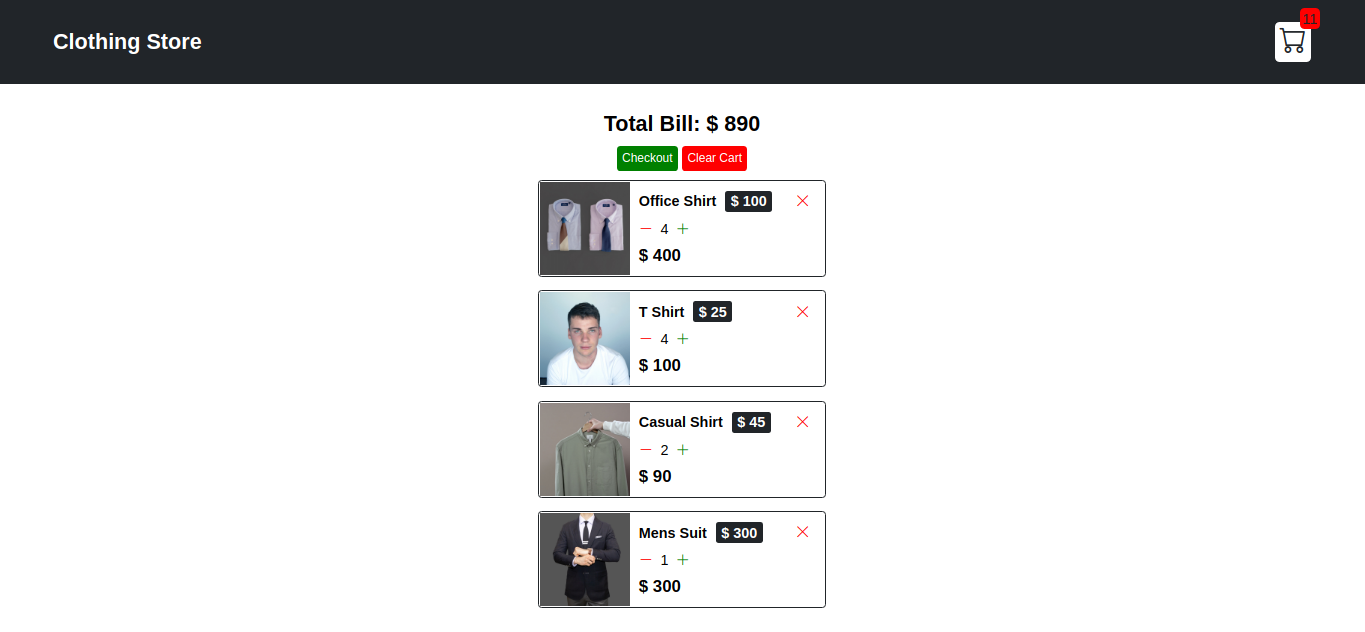 Clothing Store
11
Total Bill: $ 890
Checkout Clear Cart
Office Shirt $ 100
4
$ 400
T Shirt $ 25
4
$ 100
Casual Shirt $ 45
2
$ 90
Mens Suit $ 300
1
$ 300